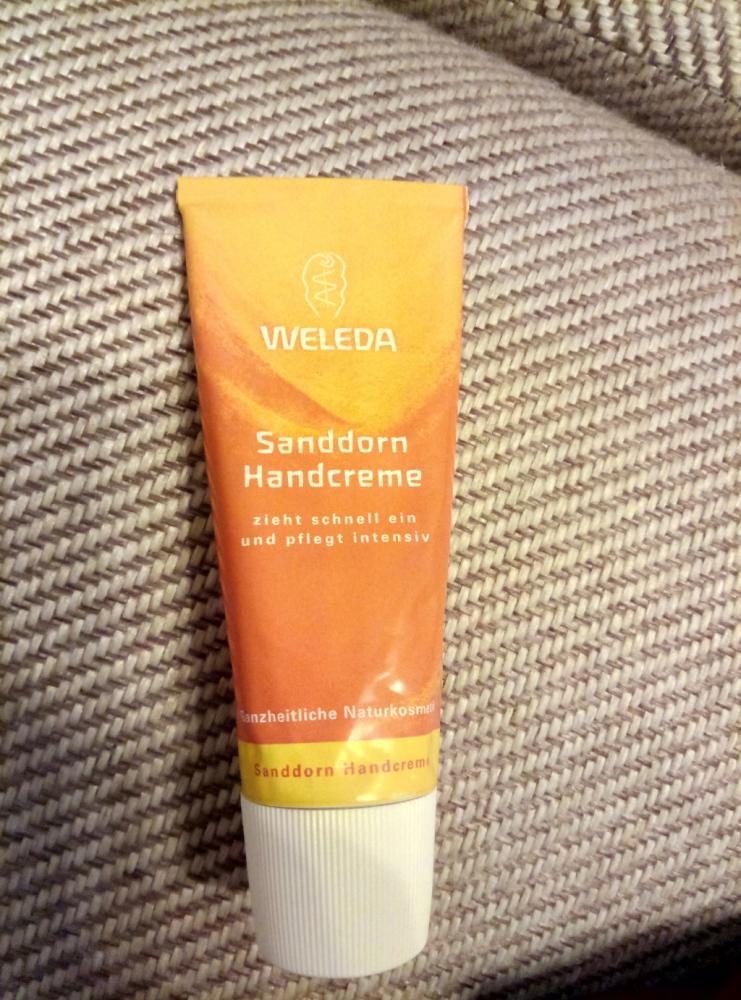 WELEDA
Sanddorn
Handcreme
zieht schnell ein
und pflegt intensiv
Ganzheitliche Naturkosmetik
Sanddorn Handcreme